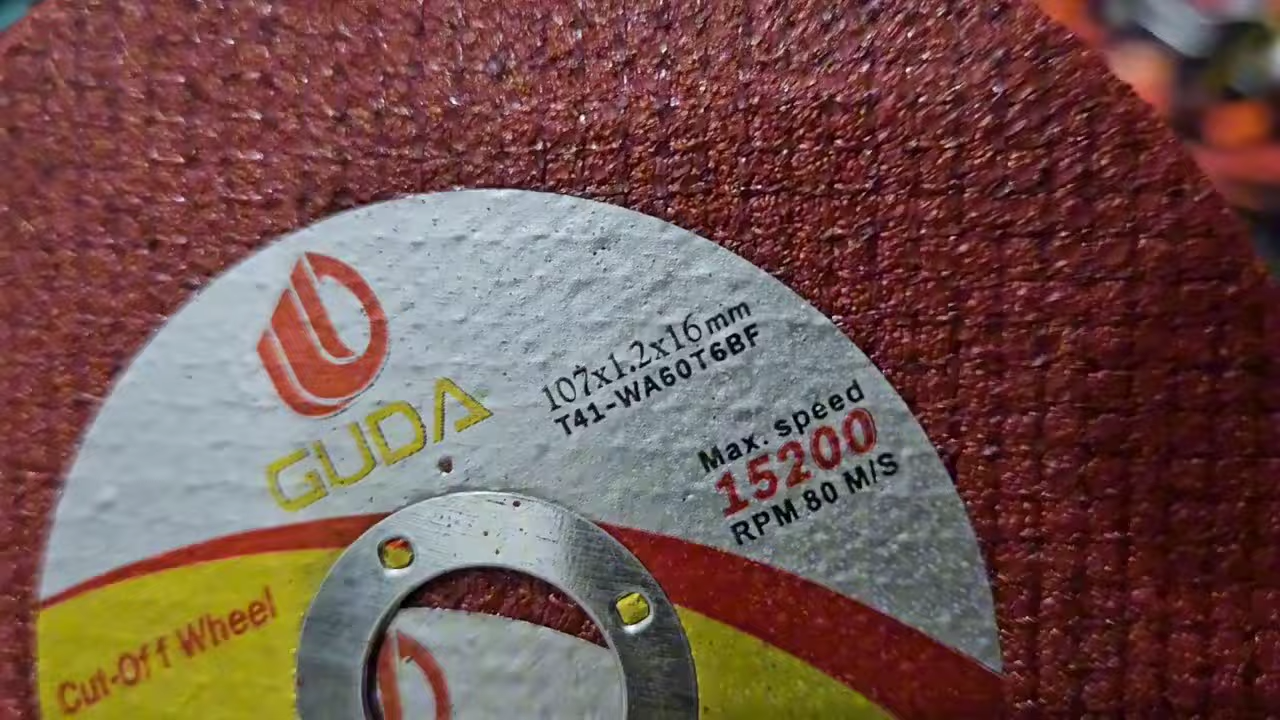 GUDA
107x1.2x16mm
T41-WA60T6BF
Max. speed
15200
RPM 80 M/S
Cut-Off Wheel